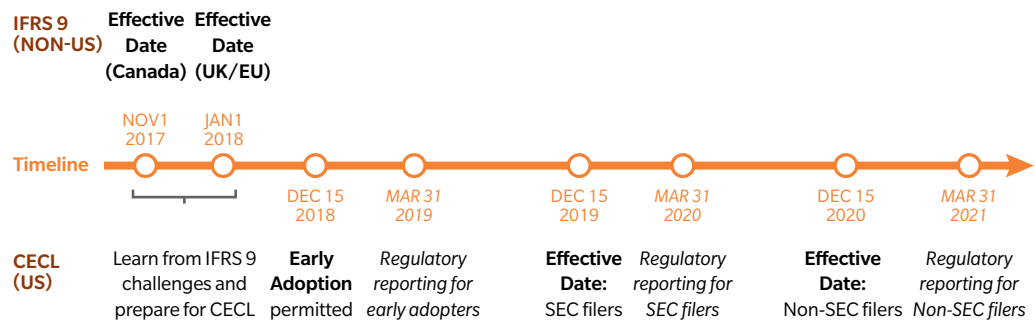 IFRS 9
(NON-US)
Effective
Date
(Canada)
Effective
Date
(UK/EU)
NOV1
2017
JAN1
2018
Timeline
DEC 15
2018
MAR 31
2019
DEC 15
2019
MAR 31
2020
DEC 15
2020
MAR 31
2021
CECL
(US)
Learn from IFRS 9
challenges and
prepare for CECL
Early
Adoption
permitted
Regulatory
reporting for
early adopters
Effective
Date:
SEC filers
Regulatory
reporting for
SEC filers
Effective
Date:
Non-SEC filers
Regulatory
reporting for
Non-SEC filers